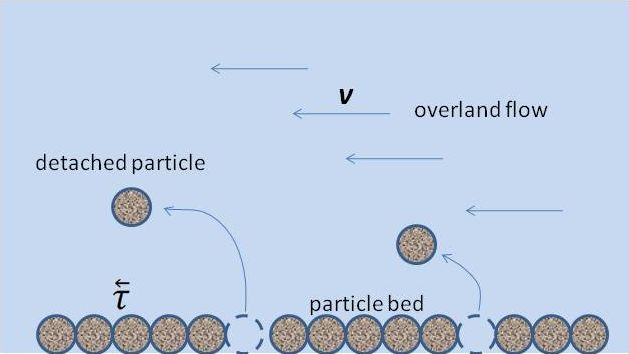 v
overland flow
detached particle
τ
particle bed